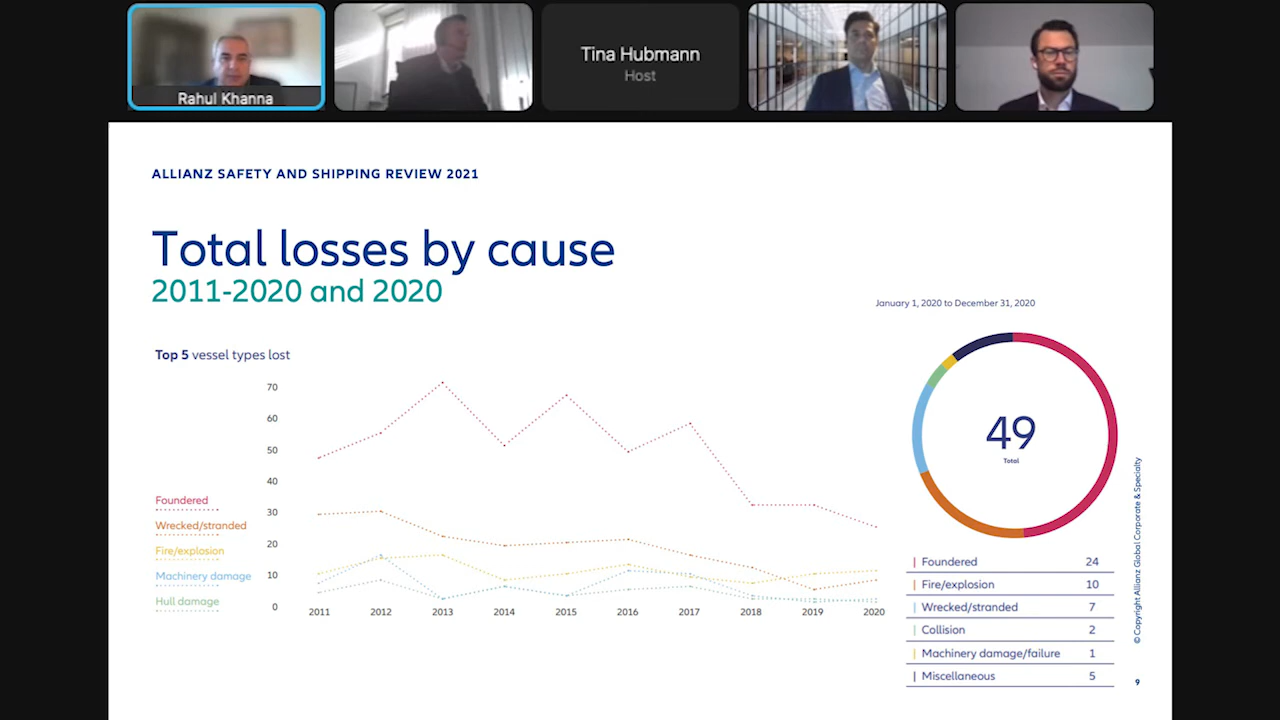 Rahul Khanna
Tina Hubmann
Host
ALLIANZ SAFETY AND SHIPPING REVIEW 2021
Total losses by cause
2011-2020 and 2020
January 1, 2020 to December 31, 2020
Top 5 vessel types lost
70
60
50
40
30
20
10
0
Foundered
Wrecked/stranded
Fire/explosion
Machinery damage
Hull damage
2011 2012 2013 2014 2015 2016 2017 2018 2019 2020
49
Total
Foundered 24
Fire/explosion 10
Wrecked/stranded 7
Collision 2
Machinery damage/failure 1
Miscellaneous 5
© Copyright Allianz Global Corporate & Specialty
9